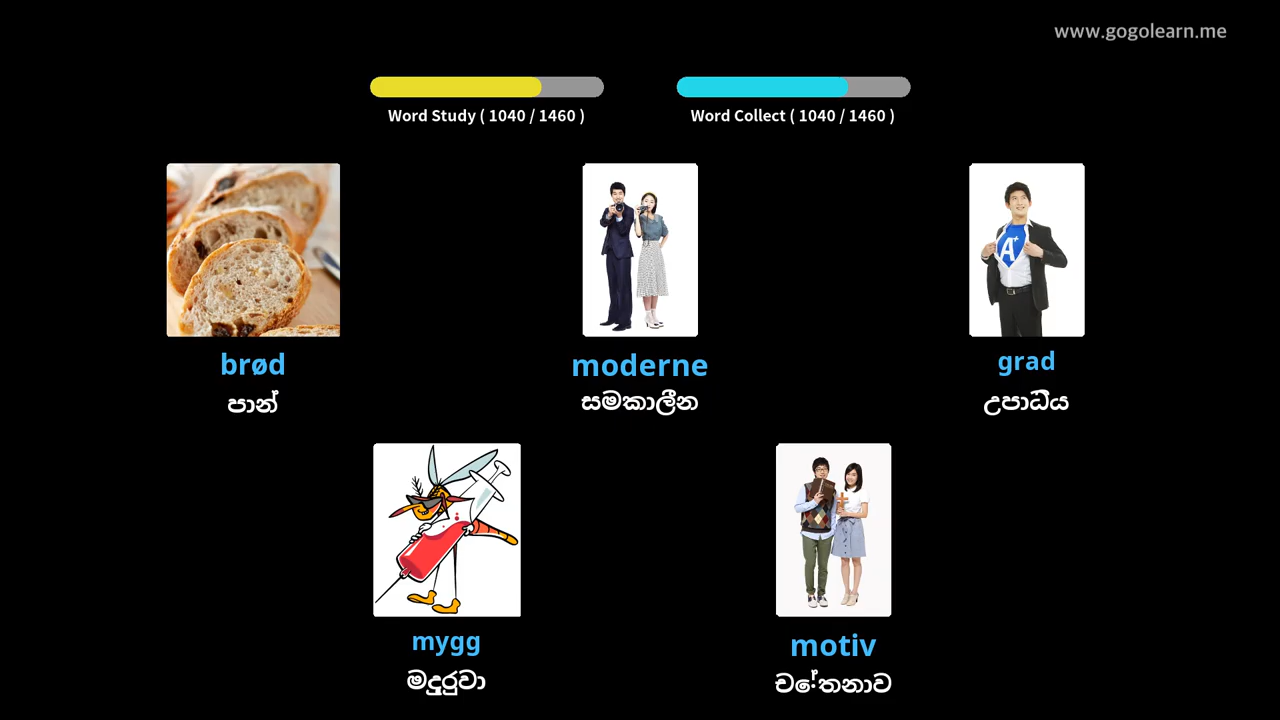 www.gogolearn.me
Word Study ( 1040 / 1460 )
Word Collect ( 1040 / 1460 )
A+
brød
moderne
grad
පාන්
සමකාලීන
උපාධිය
mygg
motiv
මදුරුවා
චේතනාව